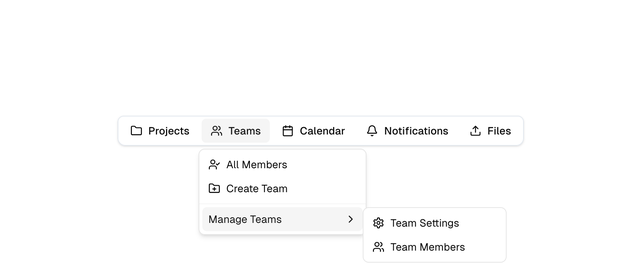 Projects Teams Calendar Notifications Files
All Members
Create Team
Manage Teams
Team Settings
Team Members